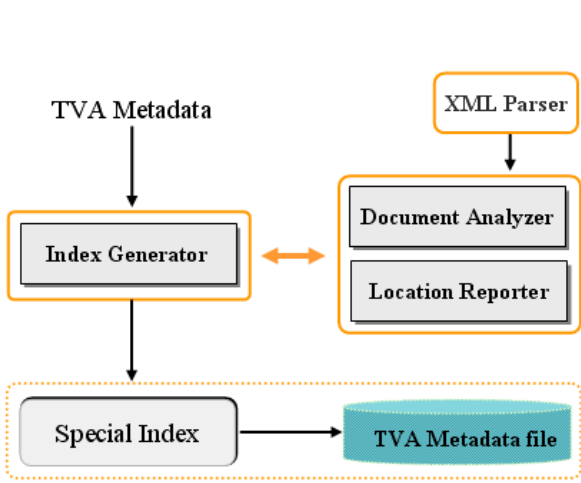 TVA Metadata
XML Parser
Document Analyzer
Index Generator
Location Reporter
Special Index
TVA Metadata file